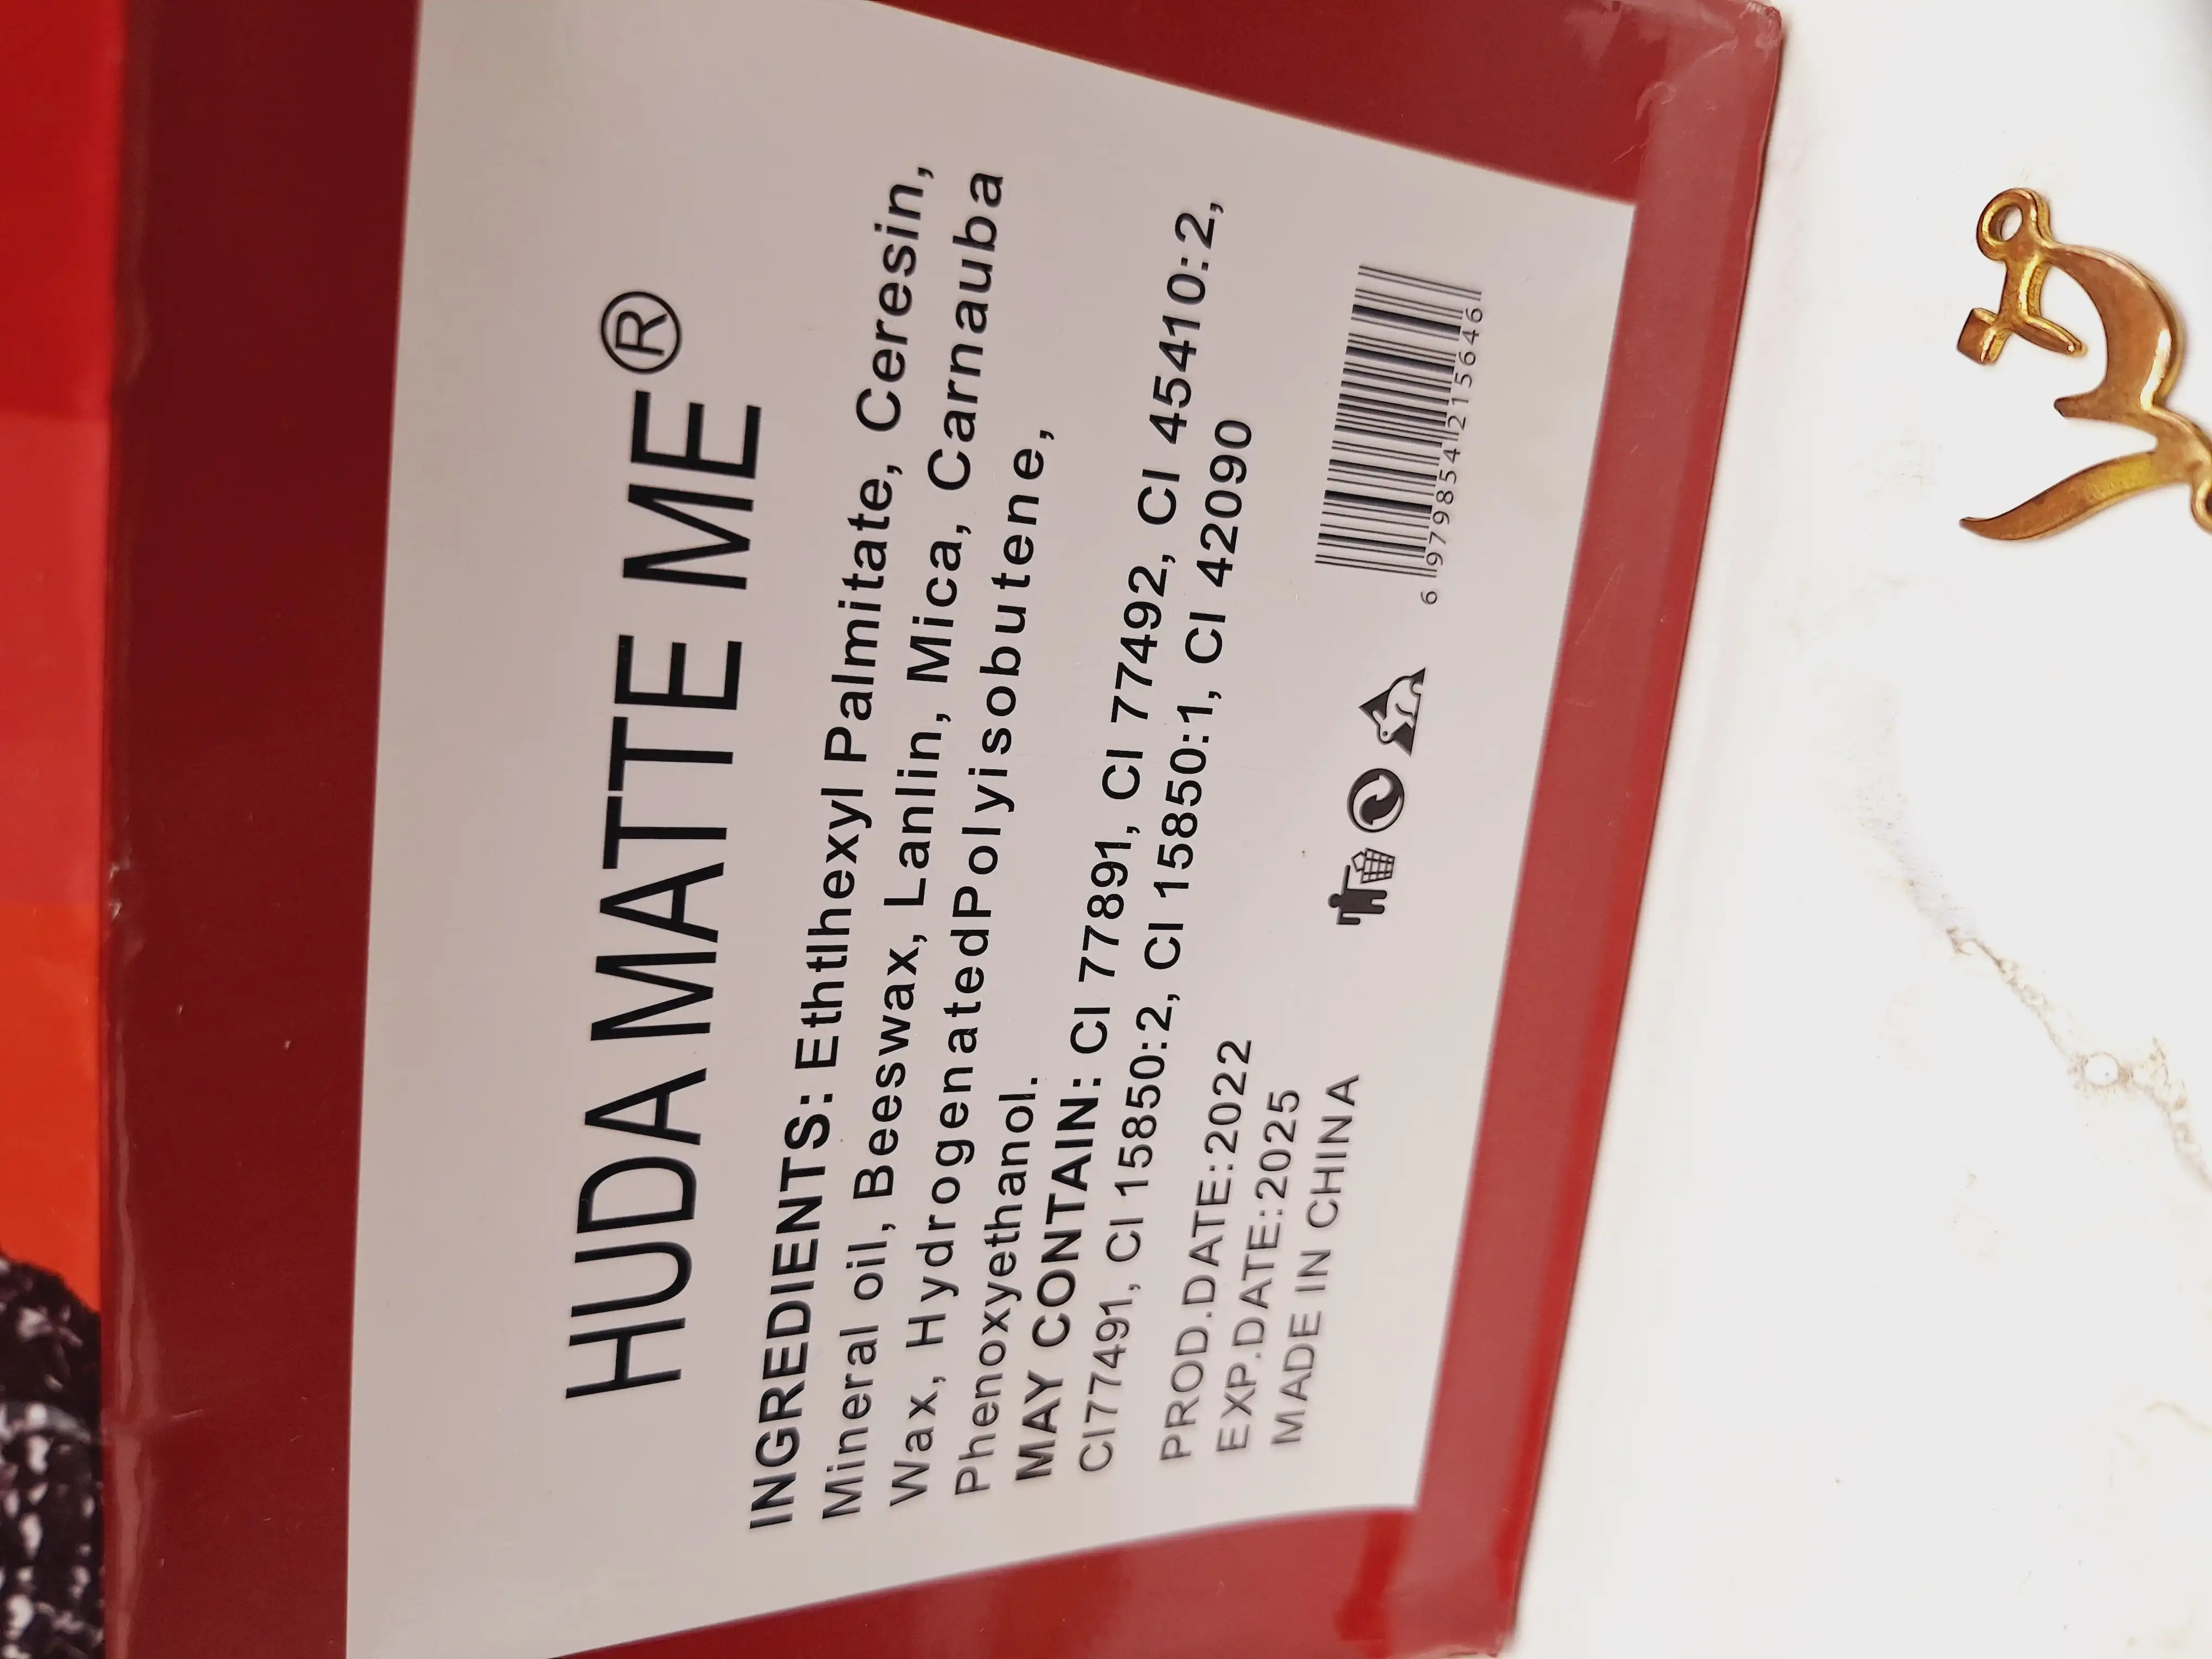 HUDA MATTE ME®
INGREDIENTS: Ethtlhexyl Palmitate, Ceresin,
Mineral oil, Beeswax, Lanlin, Mica, Carnauba
Wax, HydrogenatedPolyisobutene,
Phenoxyethanol.
MAY CONTAIN: CI 77891, CI 77492, CI 45410:2,
CI77491, CI 15850:2, CI 15850:1, CI 42090
PROD.DATE:2022
EXP.DATE:2025
MADE IN CHINA
6 979854 215646